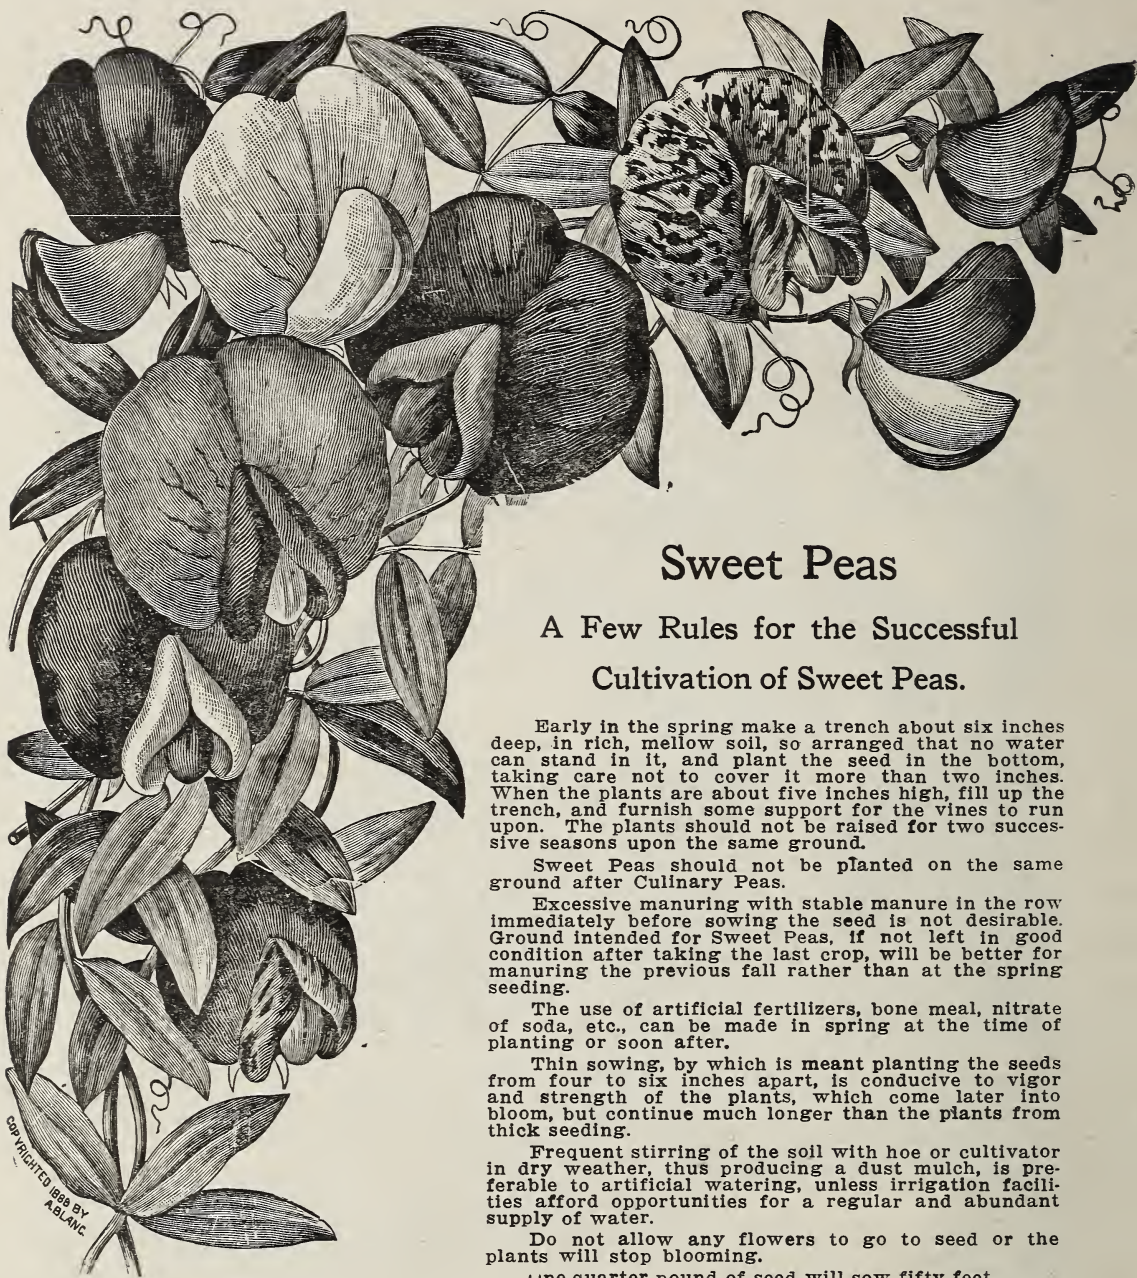 Sweet Peas
A Few Rules for the Successful
Cultivation of Sweet Peas.
Early in the spring make a trench about six inches
deep, in rich, mellow soil, so arranged that no water
can stand in it, and plant the seed in the bottom,
taking care not to cover it more than two inches.
When the plants are about five inches high, fill up the
trench, and furnish some support for the vines to run
upon. The plants should not be raised for two succes-
sive seasons upon the same ground.
Sweet Peas should not be planted on the same
ground after Culinary Peas.
Excessive manuring with stable manure in the row
immediately before sowing the seed is not desirable.
Ground intended for Sweet Peas, if not left in good
condition after taking the last crop, will be better for
manuring the previous fall rather than at the spring
seeding.
The use of artificial fertilizers, bone meal, nitrate
of soda, etc., can be made in spring at the time of
planting or soon after.
Thin sowing, by which is meant planting the seeds
from four to six inches apart, is conducive to vigor
and strength of the plants, which come later into
bloom, but continue much longer than the plants from
thick seeding.
Frequent stirring of the soil with hoe or cultivator
in dry weather, thus producing a dust mulch, is pre-
ferable to artificial watering, unless irrigation facili-
ties afford opportunities for a regular and abundant
supply of water.
Do not allow any flowers to go to seed or the
plants will stop blooming.
One quarter pound of seed will sow fifty feet
COPYRIGHTED 1888 BY
A. BLANC.